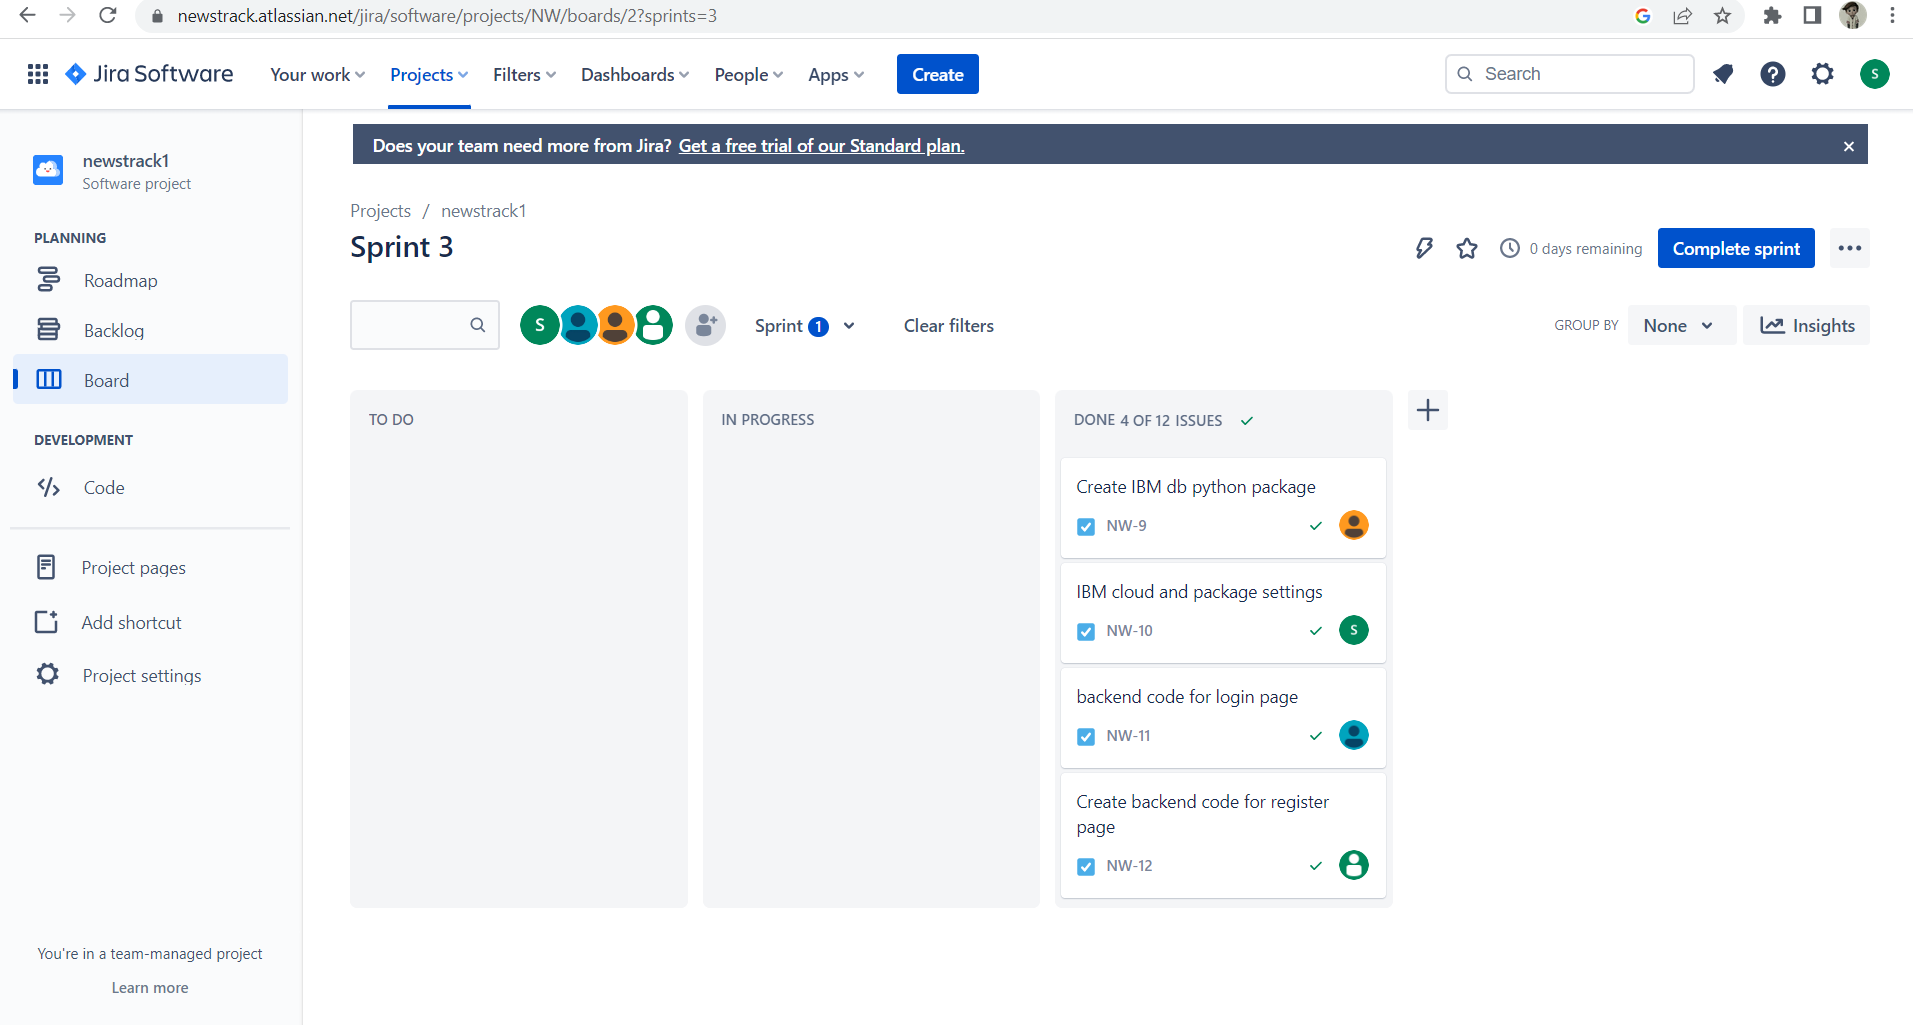 newstrack.atlassian.net/jira/software/projects/NW/boards/2?sprints=3
Jira Software
Your work
Projects
Filters
Dashboards
People
Apps
Create
Search
S
newstrack1
Software project
Does your team need more from Jira? Get a free trial of our Standard plan.
Projects / newstrack1
Sprint 3
0 days remaining
Complete sprint
PLANNING
Roadmap
Backlog
Board
DEVELOPMENT
Code
Project pages
Add shortcut
Project settings
S
Sprint 1
Clear filters
GROUP BY
None
Insights
TO DO
IN PROGRESS
DONE 4 OF 12 ISSUES
Create IBM db python package
NW-9
IBM cloud and package settings
NW-10
S
backend code for login page
NW-11
Create backend code for register
page
NW-12
You're in a team-managed project
Learn more